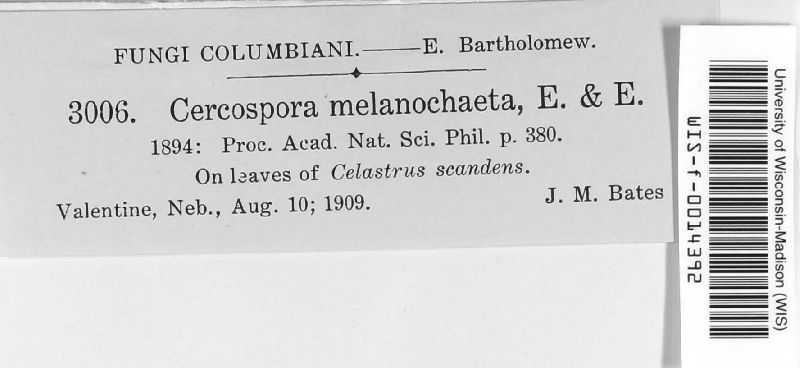 FUNGI COLUMBIANI.——E. Bartholomew.
3006. Cercospora melanochaeta, E. & E.
1894: Proc. Acad. Nat. Sci. Phil. p. 380.
On leaves of Celastrus scandens.
Valentine, Neb., Aug. 10; 1909. J. M. Bates
University of Wisconsin-Madison (WIS)
WIS-f-0014392